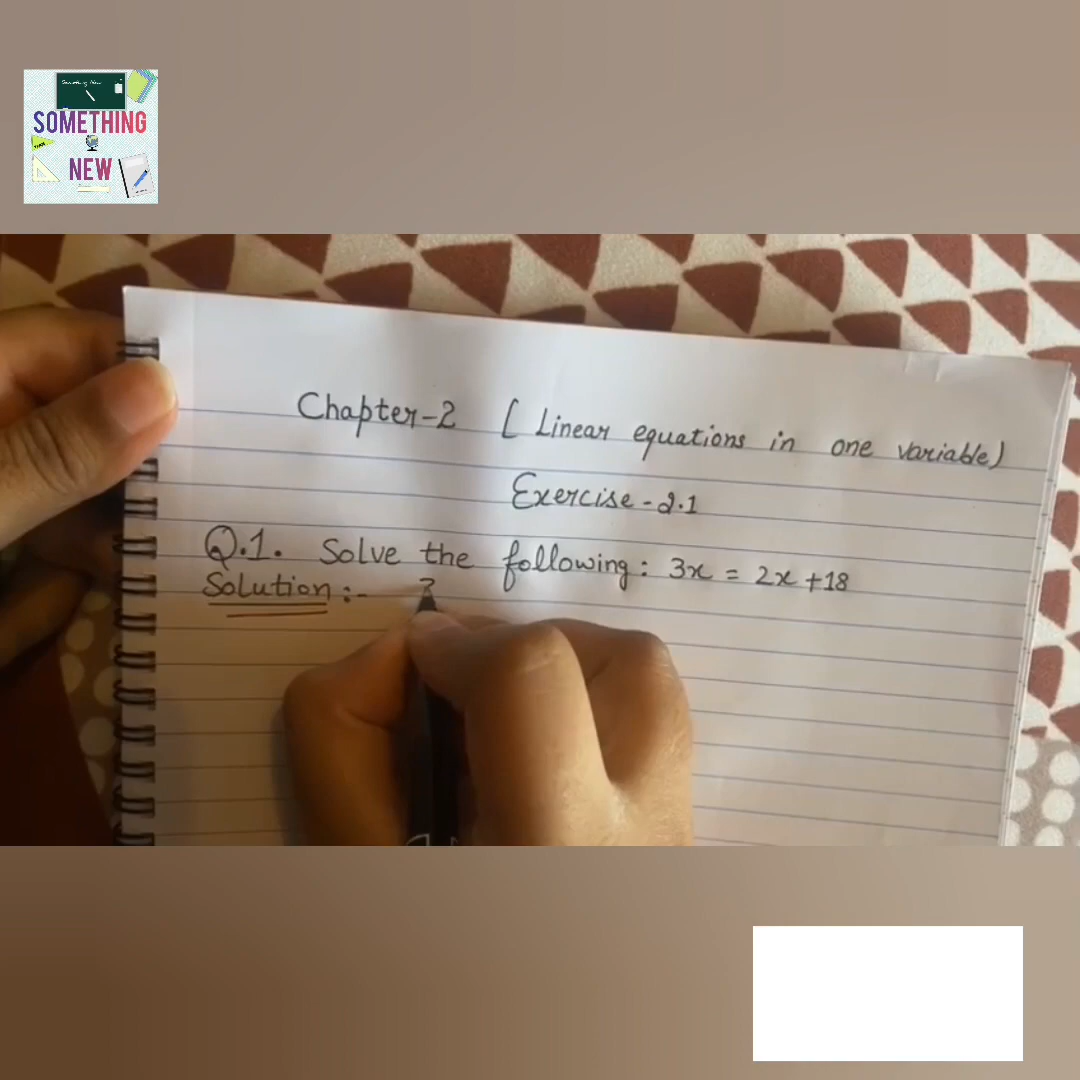 SOMETHING
NEW
Chapter-2 [ Linear equations in one variable)
Exercise-2.1
Q.1. Solve the following: 3x = 2x +18
Solution :-